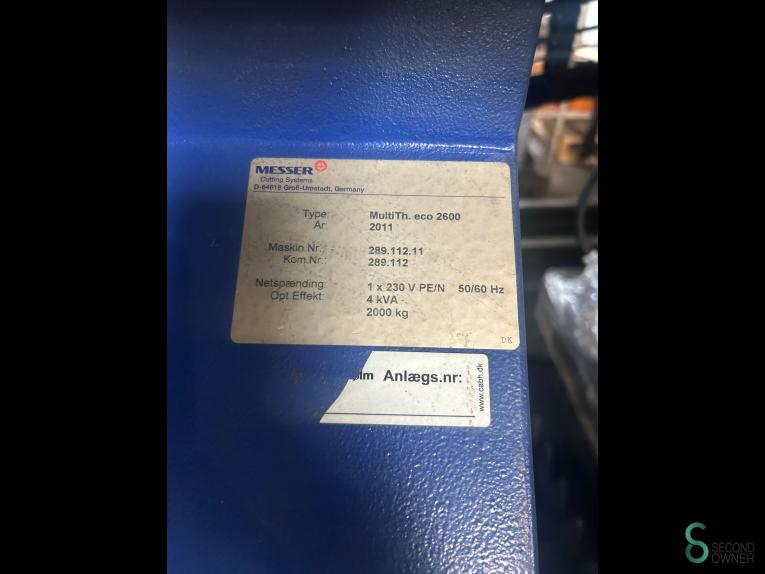 MESSER
Cutting Systems
D-64818 Groß-Umstadt, Germany
Type: MultiTh. eco 2600
År: 2011
Maskin.Nr.: 289.112.11
Kom.Nr.: 289.112
Netspænding: 1 x 230 V PE/N 50/60 Hz
Opt.Effekt: 4 kVA
2000 kg
DK
lm Anlægs.nr:
www.cabh.dk
SECOND
OWNER